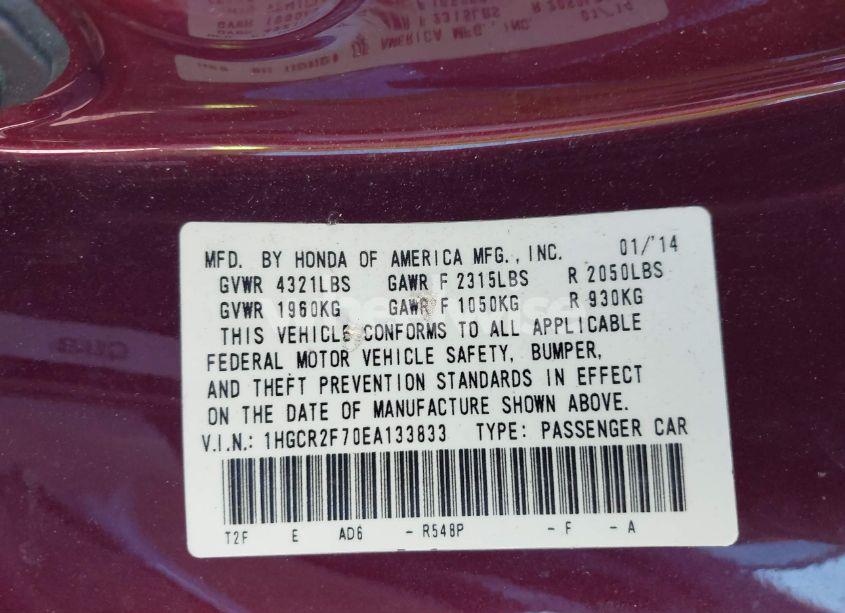 MFD. BY HONDA OF AMERICA MFG., INC. 01/'14
GVWR 4321LBS GAWR F 2315LBS R 2050LBS
GVWR 1960KG GAWR F 1050KG R 930KG
THIS VEHICLE CONFORMS TO ALL APPLICABLE
FEDERAL MOTOR VEHICLE SAFETY, BUMPER,
AND THEFT PREVENTION STANDARDS IN EFFECT
ON THE DATE OF MANUFACTURE SHOWN ABOVE.
V.I.N.: 1HGCR2F70EA133833 TYPE: PASSENGER CAR
T2F E AD6 - R548P - F - A